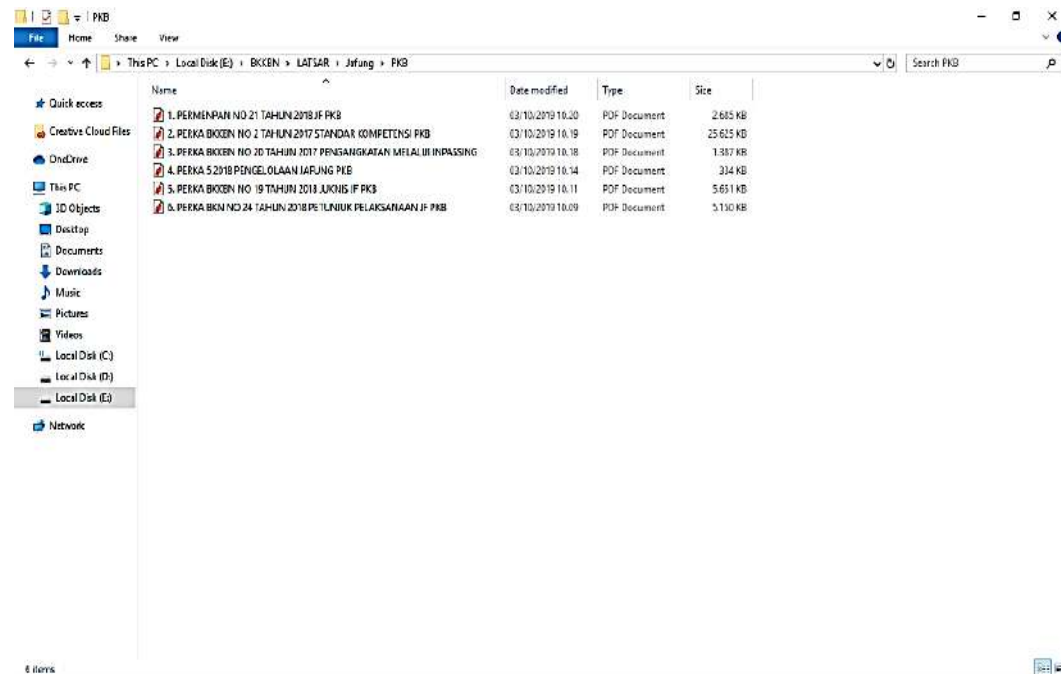 PKB
File Home Share View
This PC › Local Disk (E:) › BKKBN › LATSAR › Jafung › PKB
Search PKB
Name Date modified Type Size
1. PERMENPAN NO 21 TAHUN 2018 JF PKB 03/10/2019 10.20 PDF Document 2.685 KB
2. PERKA BKKBN NO 2 TAHUN 2017 STANDAR KOMPETENSI PKB 03/10/2019 10.19 PDF Document 25.625 KB
3. PERKA BKKBN NO 20 TAHUN 2017 PENGANGKATAN MELALUI INPASSING 03/10/2019 10.18 PDF Document 1.387 KB
4. PERKA 5 2018 PENGELOLAAN JAFUNG PKB 03/10/2019 10.14 PDF Document 334 KB
5. PERKA BKKBN NO 19 TAHUN 2018 JUKNIS JF PKB 03/10/2019 10.11 PDF Document 5.651 KB
6. PERKA BKN NO 24 TAHUN 2018 PETUNJUK PELAKSANAAN JF PKB 03/10/2019 10.09 PDF Document 5.150 KB
Quick access
Creative Cloud Files
OneDrive
This PC
3D Objects
Desktop
Documents
Downloads
Music
Pictures
Videos
Local Disk (C:)
Local Disk (D:)
Local Disk (E:)
Network
6 items